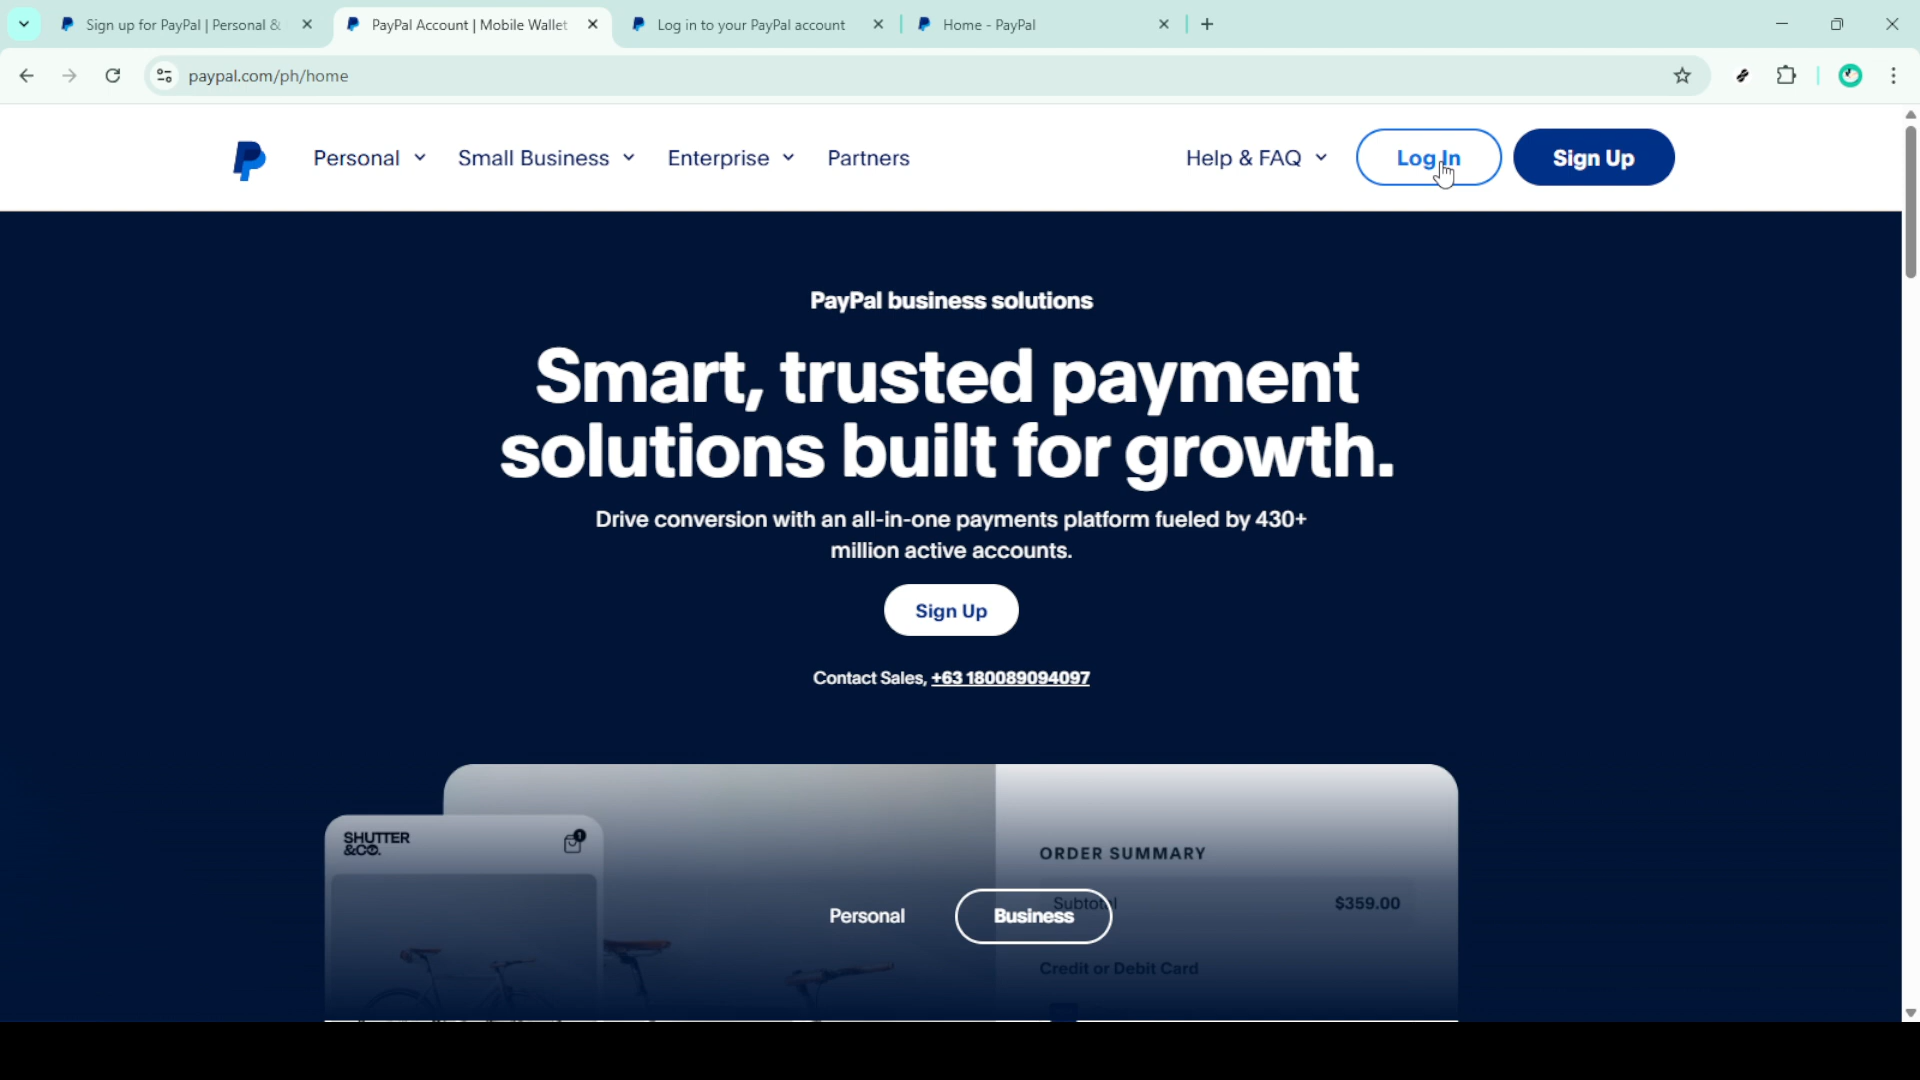 Sign up for PayPal | Personal &
PayPal Account | Mobile Wallet
Log in to your PayPal account
Home - PayPal
paypal.com/ph/home
Personal
Small Business
Enterprise
Partners
Help & FAQ
Log In
Sign Up
PayPal business solutions
Smart, trusted payment
solutions built for growth.
Drive conversion with an all-in-one payments platform fueled by 430+
million active accounts.
Sign Up
Contact Sales, +63 180089094097
SHUTTER
&CO.
1
ORDER SUMMARY
Subtotal
$359.00
Personal
Business
Credit or Debit Card